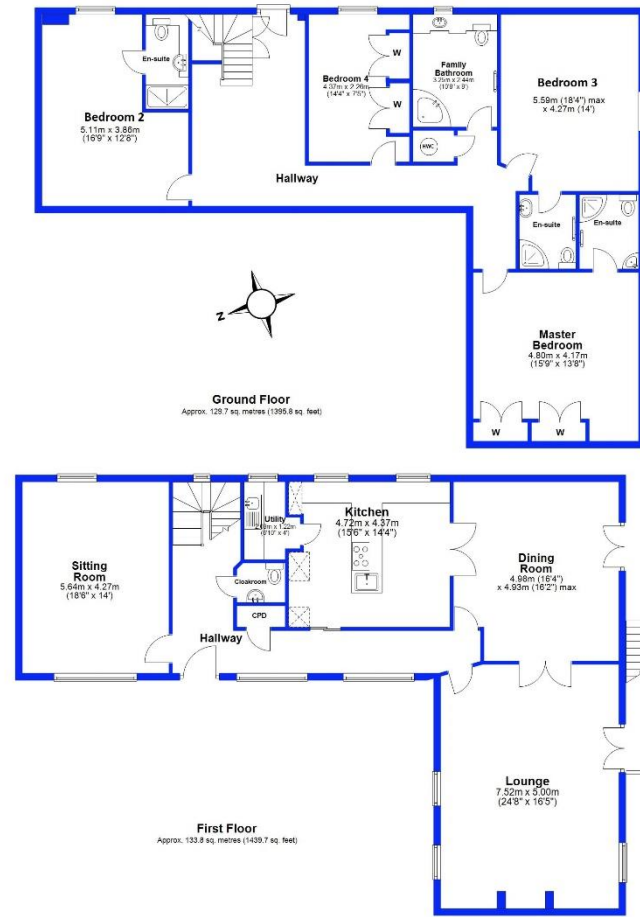 En-suite
Bedroom 2
5.11m x 3.86m
(16'9" x 12'8")
Bedroom 4
4.37m x 2.26m
(14'4" x 7'5")
W
W
Family
Bathroom
3.25m x 2.44m
(10'8" x 8')
Bedroom 3
5.59m (18'4") max
x 4.27m (14')
HWC
Hallway
En-suite
En-suite
Master
Bedroom
4.80m x 4.17m
(15'9" x 13'8")
W
W
Z
Ground Floor
Approx. 129.7 sq. metres (1395.8 sq. feet)
Sitting
Room
5.64m x 4.27m
(18'6" x 14')
Utility
x 1.22m
x 4')
Kitchen
4.72m x 4.37m
(15'6" x 14'4")
Cloakroom
CPD
Hallway
Dining
Room
4.98m (16'4")
x 4.93m (16'2") max
Lounge
7.52m x 5.00m
(24'8" x 16'5")
First Floor
Approx. 133.8 sq. metres (1439.7 sq. feet)